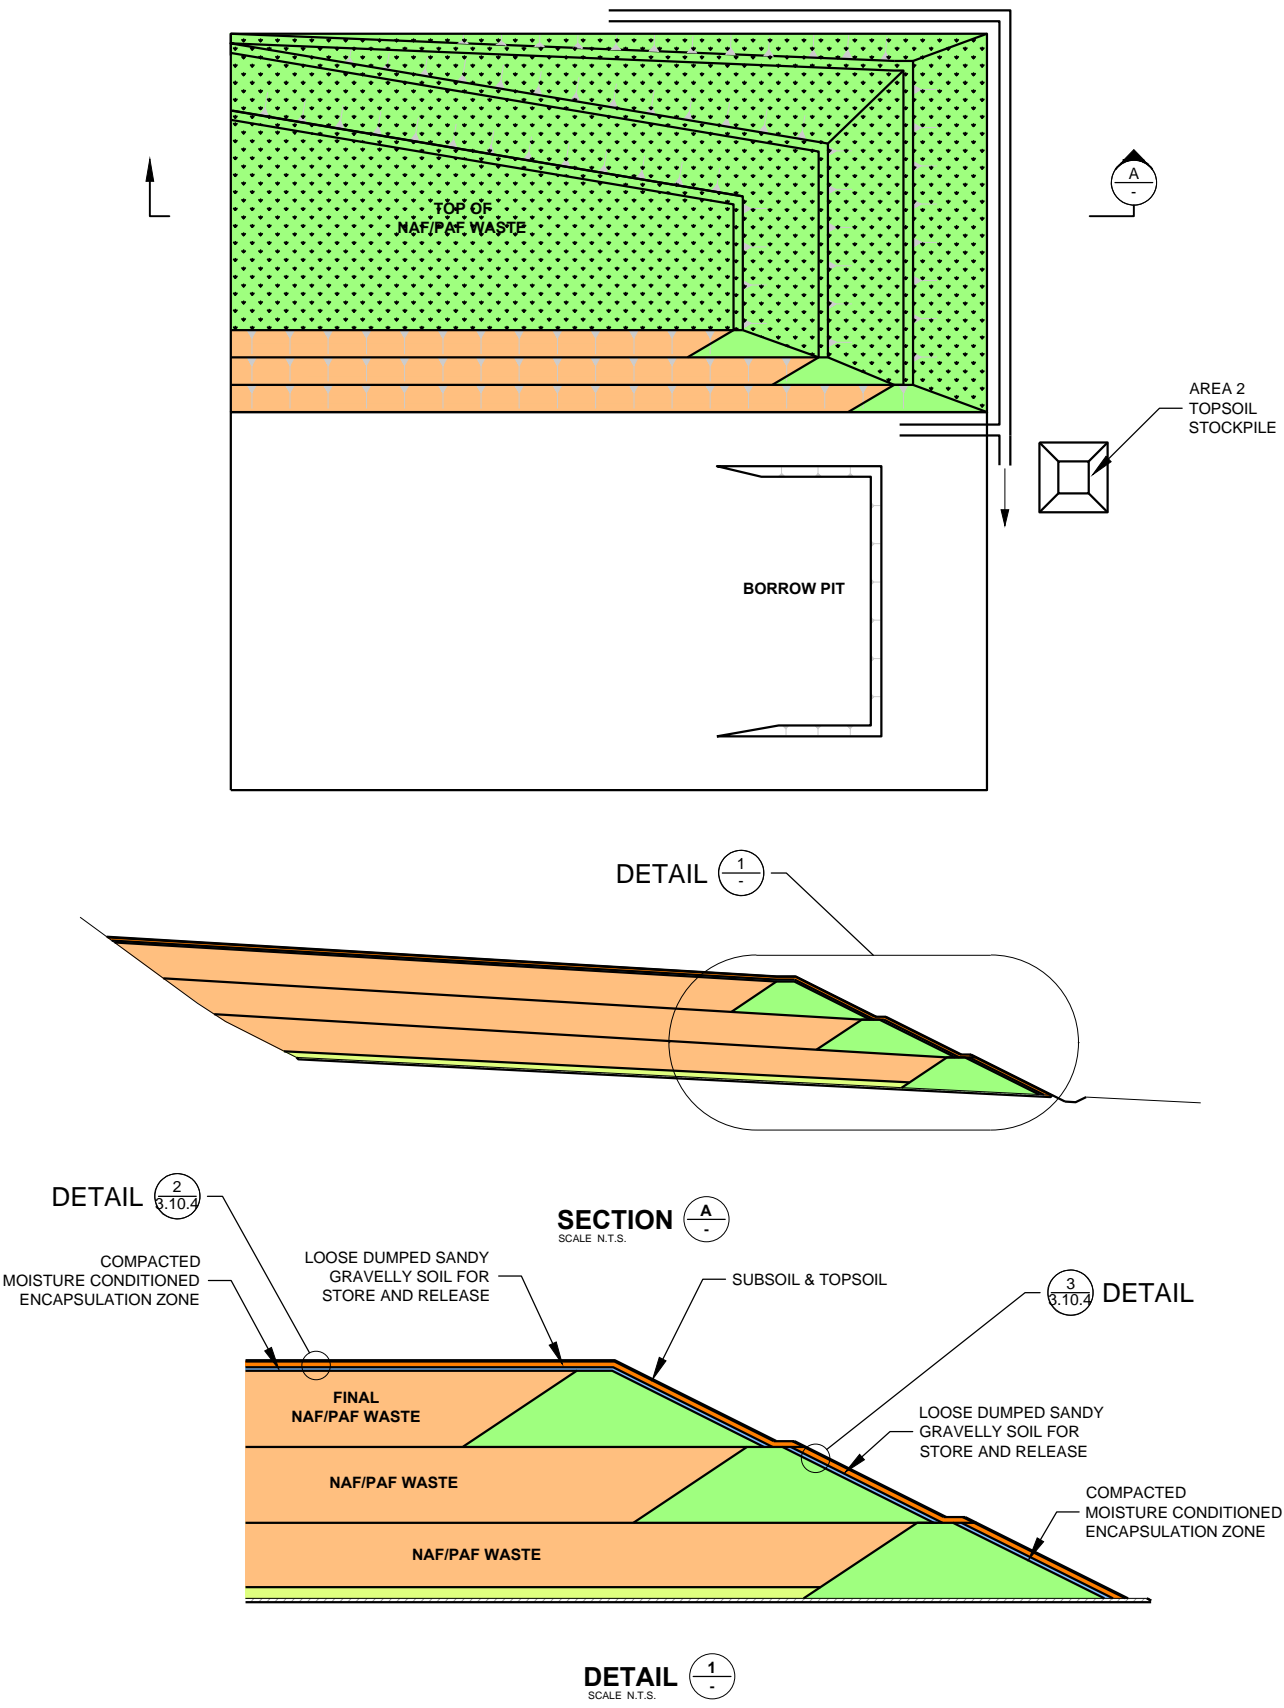 A
-
TOP OF
NAF/PAF WASTE
AREA 2
TOPSOIL
STOCKPILE
BORROW PIT
DETAIL 1
-
DETAIL 2
3.10.4
SECTION A
-
SCALE N.T.S.
COMPACTED
MOISTURE CONDITIONED
ENCAPSULATION ZONE
LOOSE DUMPED SANDY
GRAVELLY SOIL FOR
STORE AND RELEASE
SUBSOIL & TOPSOIL
3
3.10.4 DETAIL
FINAL
NAF/PAF WASTE
LOOSE DUMPED SANDY
GRAVELLY SOIL FOR
STORE AND RELEASE
NAF/PAF WASTE
COMPACTED
MOISTURE CONDITIONED
ENCAPSULATION ZONE
NAF/PAF WASTE
DETAIL 1
-
SCALE N.T.S.